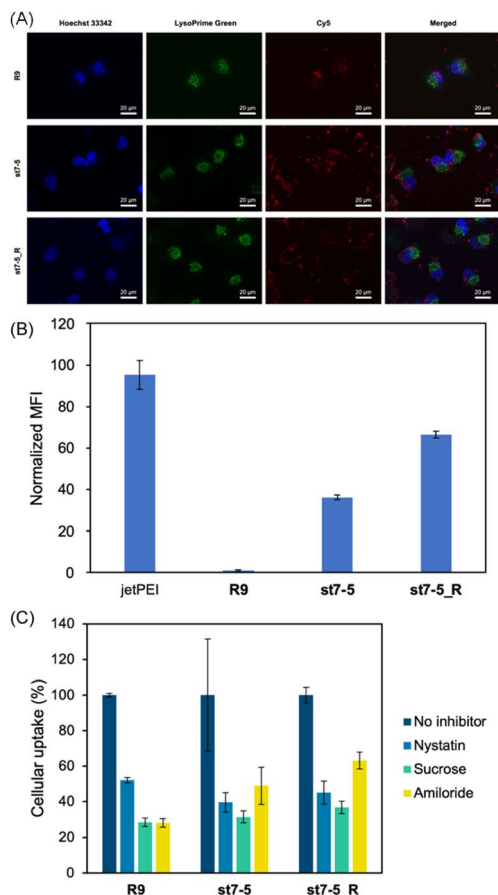 (A)
Hoechst 33342 LysoPrime Green Cy5 Merged
R9
20 µm 20 µm 20 µm 20 µm
st7-5
20 µm 20 µm 20 µm 20 µm
st7-5_R
20 µm 20 µm 20 µm 20 µm
(B)
120
100
80
60
40
20
0
Normalized MFI
jetPEI R9 st7-5 st7-5_R
(C)
140
120
100
80
60
40
20
0
Cellular uptake (%)
No inhibitor
Nystatin
Sucrose
Amiloride
R9 st7-5 st7-5_R